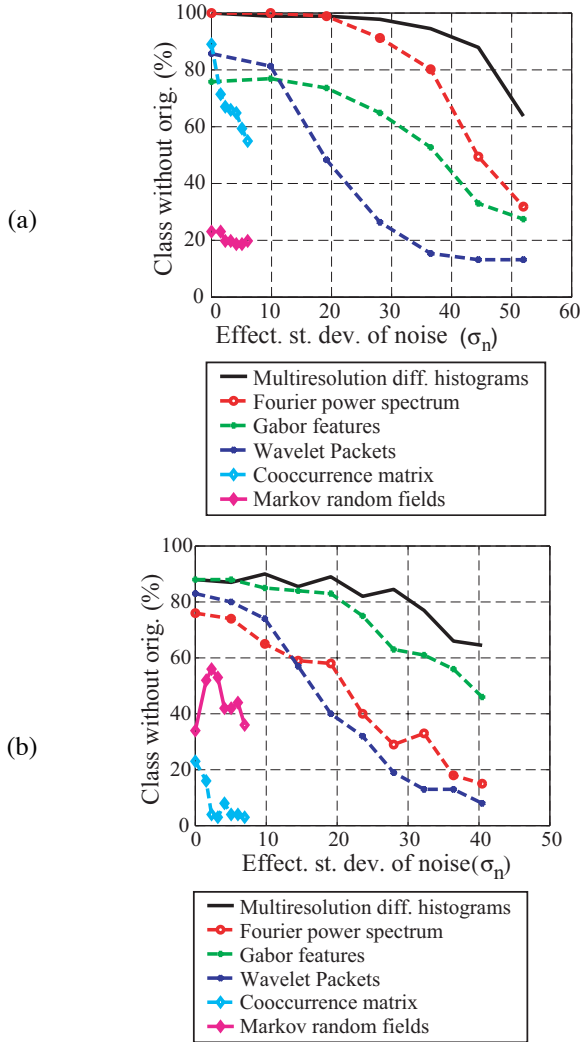 (a)
Class without orig. (%)
100
80
60
40
20
0
0 10 20 30 40 50 60
Effect. st. dev. of noise (σn)
Multiresolution diff. histograms
Fourier power spectrum
Gabor features
Wavelet Packets
Cooccurrence matrix
Markov random fields
(b)
Class without orig. (%)
100
80
60
40
20
0
0 10 20 30 40 50
Effect. st. dev. of noise(σn)
Multiresolution diff. histograms
Fourier power spectrum
Gabor features
Wavelet Packets
Cooccurrence matrix
Markov random fields